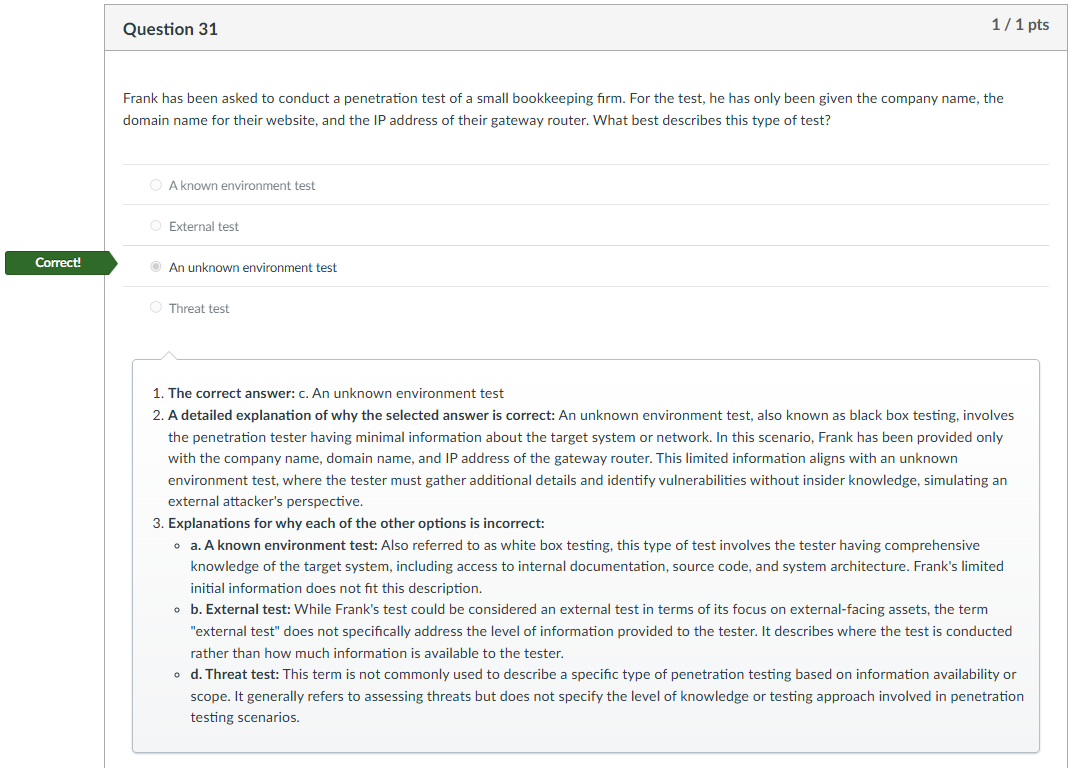 Question 31
1 / 1 pts
Frank has been asked to conduct a penetration test of a small bookkeeping firm. For the test, he has only been given the company name, the
domain name for their website, and the IP address of their gateway router. What best describes this type of test?
A known environment test
External test
Correct!
An unknown environment test
Threat test
1. The correct answer: c. An unknown environment test
2. A detailed explanation of why the selected answer is correct: An unknown environment test, also known as black box testing, involves
the penetration tester having minimal information about the target system or network. In this scenario, Frank has been provided only
with the company name, domain name, and IP address of the gateway router. This limited information aligns with an unknown
environment test, where the tester must gather additional details and identify vulnerabilities without insider knowledge, simulating an
external attacker's perspective.
3. Explanations for why each of the other options is incorrect:
a. A known environment test: Also referred to as white box testing, this type of test involves the tester having comprehensive
knowledge of the target system, including access to internal documentation, source code, and system architecture. Frank's limited
initial information does not fit this description.
b. External test: While Frank's test could be considered an external test in terms of its focus on external-facing assets, the term
"external test" does not specifically address the level of information provided to the tester. It describes where the test is conducted
rather than how much information is available to the tester.
d. Threat test: This term is not commonly used to describe a specific type of penetration testing based on information availability or
scope. It generally refers to assessing threats but does not specify the level of knowledge or testing approach involved in penetration
testing scenarios.